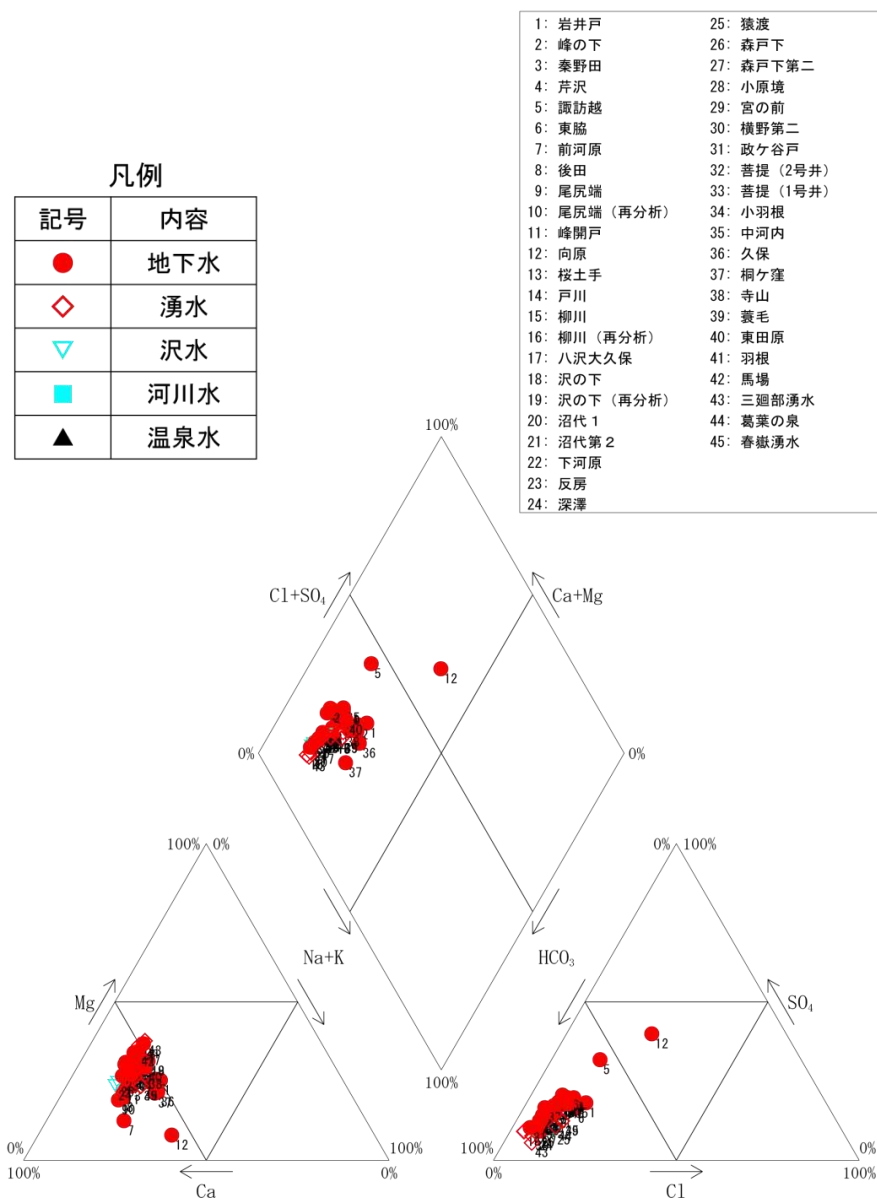 1: 岩井戸
2: 峰の下
3: 秦野田
4: 芹沢
5: 諏訪越
6: 東脇
7: 前河原
8: 後田
9: 尾尻端
10: 尾尻端（再分析）
11: 峰開戸
12: 向原
13: 桜土手
14: 戸川
15: 柳川
16: 柳川（再分析）
17: 八沢大久保
18: 沢の下
19: 沢の下（再分析）
20: 沼代１
21: 沼代第２
22: 下河原
23: 反房
24: 深澤
25: 猿渡
26: 森戸下
27: 森戸下第二
28: 小原境
29: 宮の前
30: 横野第二
31: 政ケ谷戸
32: 菩提（2号井）
33: 菩提（1号井）
34: 小羽根
35: 中河内
36: 久保
37: 桐ケ窪
38: 寺山
39: 蓑毛
40: 東田原
41: 羽根
42: 馬場
43: 三廻部湧水
44: 葛葉の泉
45: 春嶽湧水
凡例
記号 内容
地下水
湧水
沢水
河川水
温泉水
100%
Cl+SO₄ Ca+Mg
5
12
40
36
37
0% 0%
100% 0% 0% 100%
Na+K HCO₃
Mg SO₄
100%
12
5
7
12
43
0% 100% 0% 100%
100% 0% 0% 100%
Ca Cl